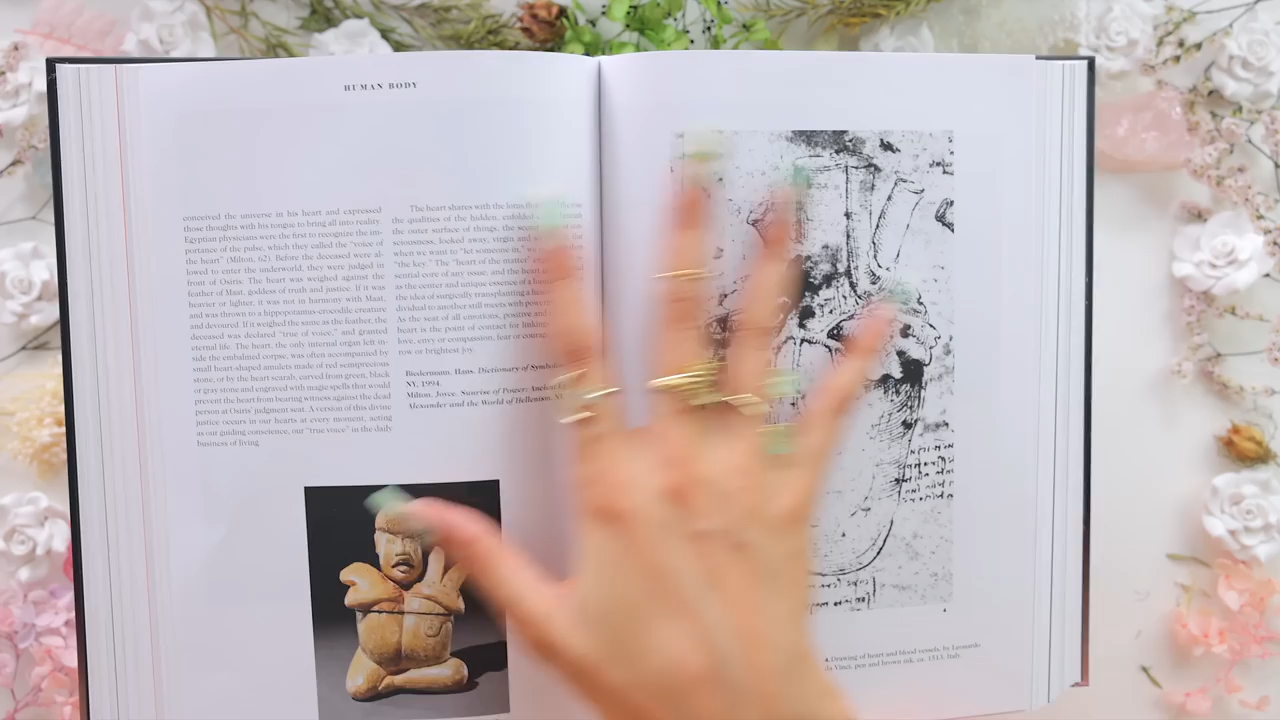 HUMAN BODY
conceived the universe in his heart and expressed
those thoughts with his tongue to bring all into reality.
Egyptian physicians were the first to recognize the im-
portance of the pulse, which they called the "voice of
the heart" (Milton, 62). Before the deceased were al-
lowed to enter the underworld, they were judged in
front of Osiris. The heart was weighed against the
feather of Maat, goddess of truth and justice. If it was
heavier or lighter, it was not in harmony with Maat,
and was thrown to a hippopotamus-crocodile creature
and devoured. If it weighed the same as the feather, the
deceased was declared "true of voice," and granted
eternal life. The heart, the only internal organ left in-
side the embalmed corpse, was often accompanied by
small heart-shaped amulets made of red semiprecious
stone, or by the heart scarab, carved from green, black
or gray stone and engraved with magic spells that would
prevent the heart from bearing witness against the dead
person at Osiris' judgment seat. A version of this divine
justice occurs in our hearts at every moment, acting
as our guiding conscience, our "true voice" in the daily
business of living.
The heart shares with the lotus
the qualities of the hidden, enfolded
the outer surface of things, the
sciousness, locked away, virgin and
when we want to "let someone in," we
"the key." The "heart of the matter"
sential core of any issue, and the heart
as the center and unique essence of a
the idea of surgically transplanting a
dividual to another still meets with
As the seat of all emotions, positive and
heart is the point of contact for linking
love, envy or compassion, fear or
row or brightest joy.
Biedermann, Hans. Dictionary of
NY, 1994.
Milton, Joyce. Sunrise of Power: Ancient
Alexander and the World of Hellenism.
4
4. Drawing of heart and blood vessels, by Leonardo
da Vinci, pen and brown ink, ca. 1513, Italy.